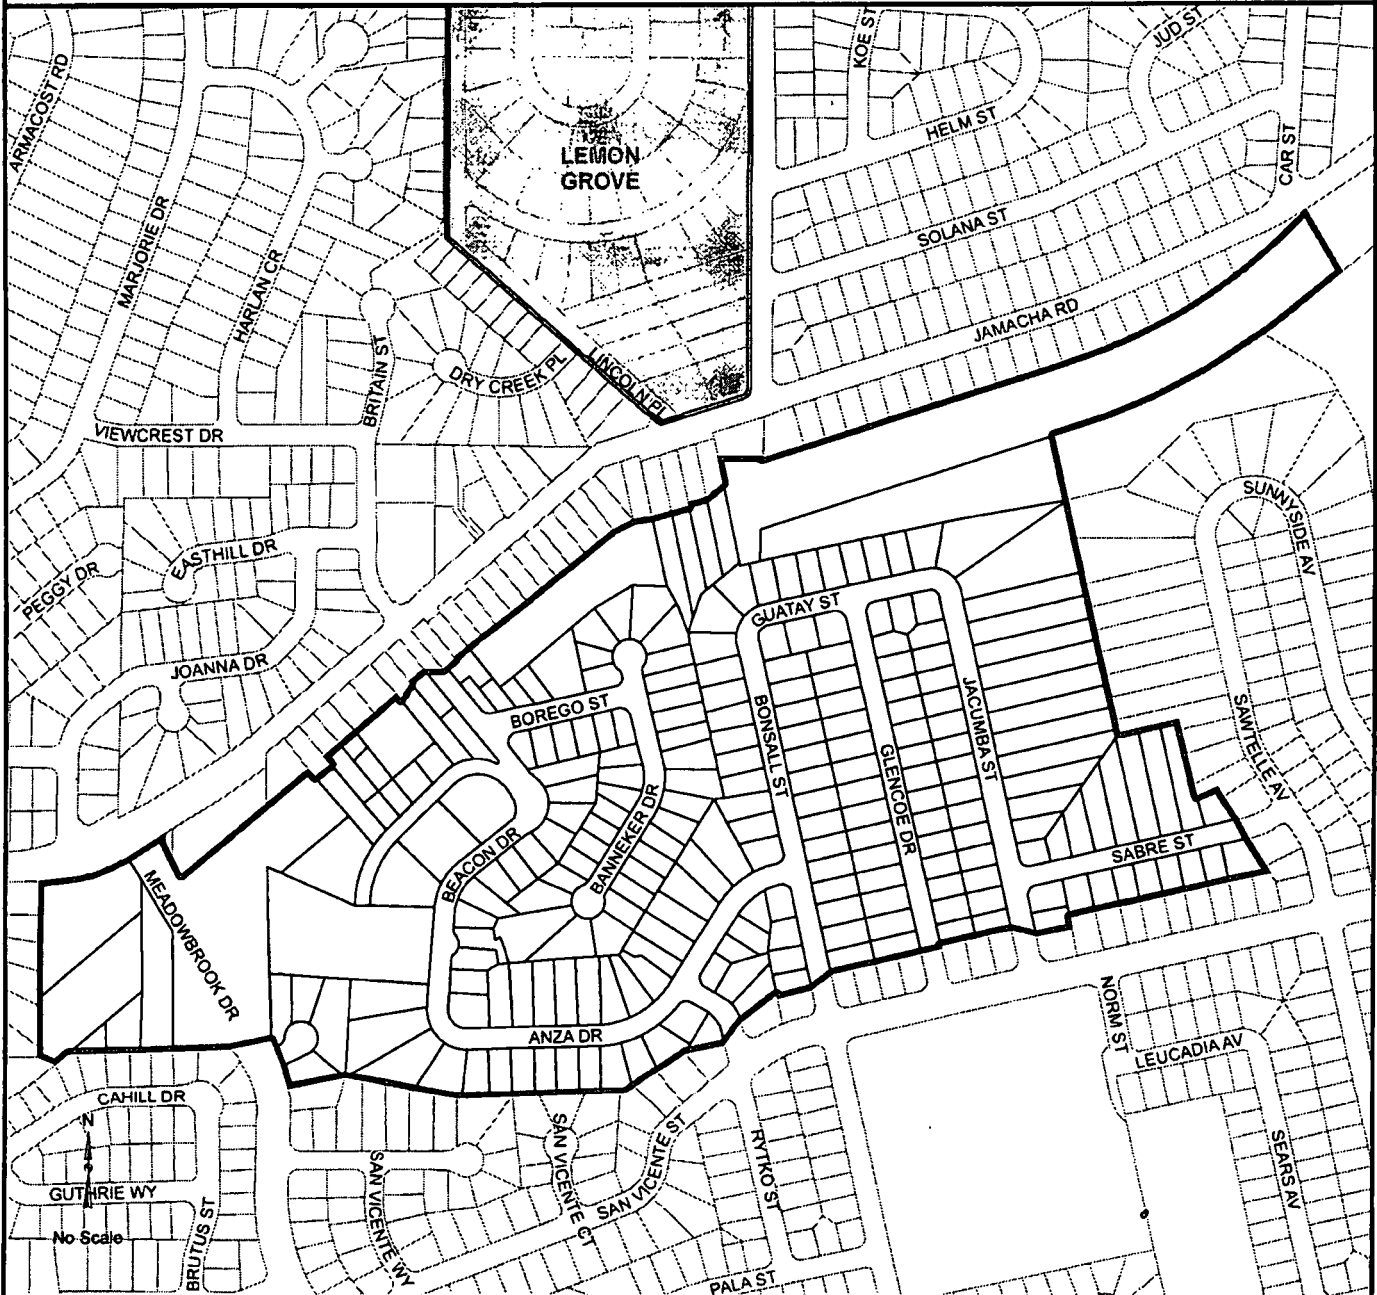 KOE ST
JUD ST
ARMACOST RD
HELM ST
CAR ST
LEMON
GROVE
MARJORIE DR
HARLAN CR
SOLANA ST
JAMACHA RD
BRITAIN ST
DRY CREEK PL
LINCOLN PL
VIEWCREST DR
SUNNYSIDE AV
EASTHILL DR
PEGGY DR
GUATAY ST
JOANNA DR
BOREGO ST
BONSALL ST
JACUMBA ST
SAWTELLE AV
GLENCOE DR
BANNEKER DR
BEACON DR
SABRE ST
MEADOWBROOK DR
ANZA DR
NORM ST
LEUCADIA AV
CAHILL DR
N
SAN VICENTE CT
SAN VICENTE ST
RYTKO ST
SEARS AV
SAN VICENTE WY
GUTHRIE WY
BRUTUS ST
No Scale
PALA ST